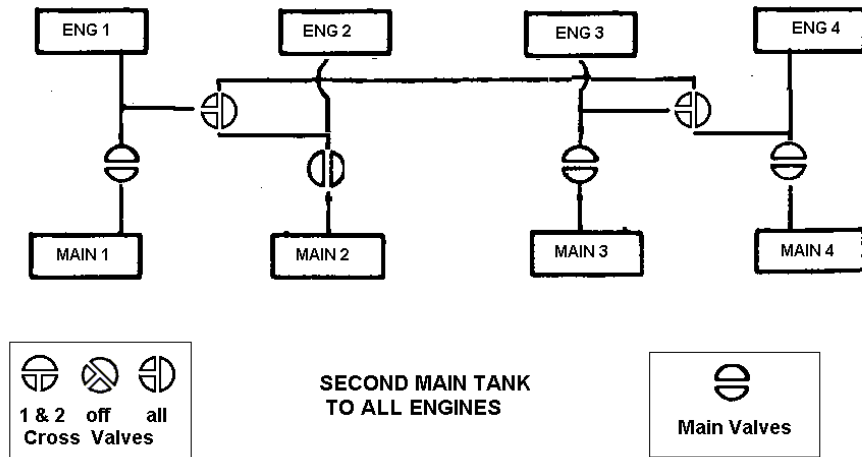 ENG 1
ENG 2
ENG 3
ENG 4
MAIN 1
MAIN 2
MAIN 3
MAIN 4
1 & 2 off all
Cross Valves
SECOND MAIN TANK
TO ALL ENGINES
Main Valves